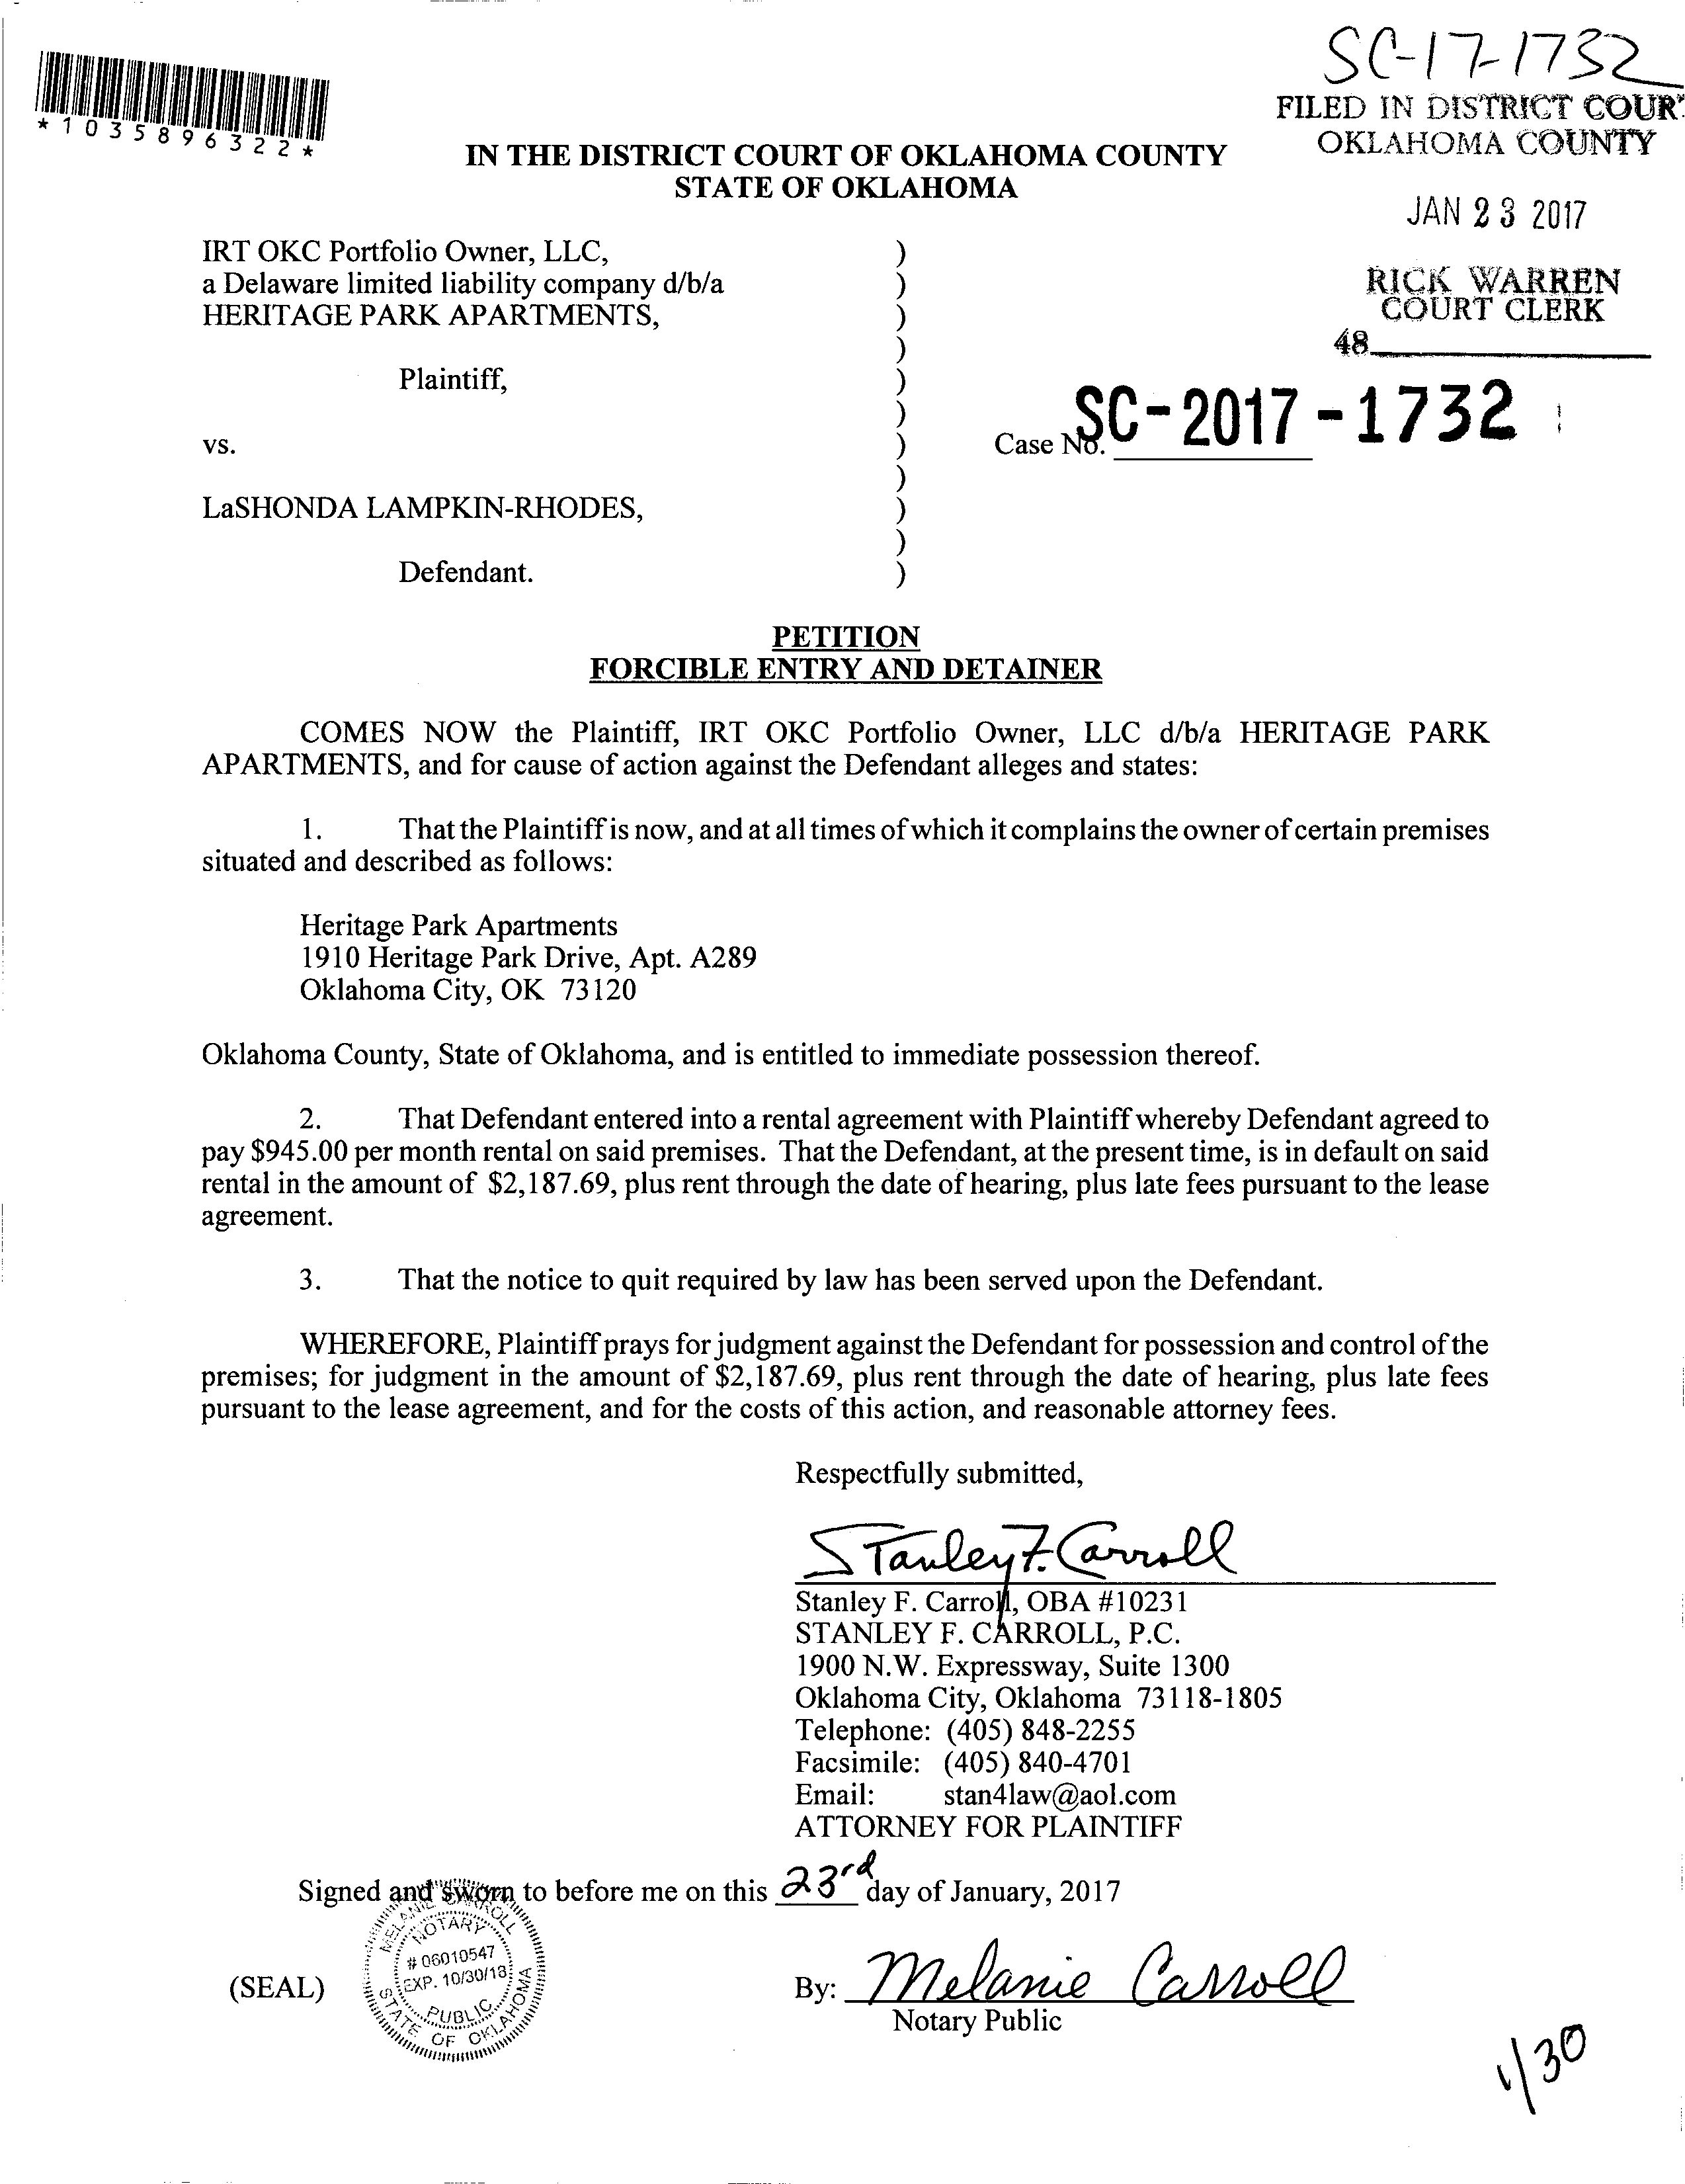 SC-17-1732
FILED IN DISTRICT COUR
OKLAHOMA COUNTY
*1035896322*
IN THE DISTRICT COURT OF OKLAHOMA COUNTY
STATE OF OKLAHOMA
JAN 23 2017
RICK WARREN
COURT CLERK
48
IRT OKC Portfolio Owner, LLC, )
a Delaware limited liability company d/b/a )
HERITAGE PARK APARTMENTS, )
)
Plaintiff, )
)
vs. ) Case No. SC-2017-1732
)
LaSHONDA LAMPKIN-RHODES, )
)
Defendant. )
PETITION
FORCIBLE ENTRY AND DETAINER
COMES NOW the Plaintiff, IRT OKC Portfolio Owner, LLC d/b/a HERITAGE PARK
APARTMENTS, and for cause of action against the Defendant alleges and states:
1. That the Plaintiff is now, and at all times of which it complains the owner of certain premises
situated and described as follows:
Heritage Park Apartments
1910 Heritage Park Drive, Apt. A289
Oklahoma City, OK 73120
Oklahoma County, State of Oklahoma, and is entitled to immediate possession thereof.
2. That Defendant entered into a rental agreement with Plaintiff whereby Defendant agreed to
pay $945.00 per month rental on said premises. That the Defendant, at the present time, is in default on said
rental in the amount of $2,187.69, plus rent through the date of hearing, plus late fees pursuant to the lease
agreement.
3. That the notice to quit required by law has been served upon the Defendant.
WHEREFORE, Plaintiff prays for judgment against the Defendant for possession and control of the
premises; for judgment in the amount of $2,187.69, plus rent through the date of hearing, plus late fees
pursuant to the lease agreement, and for the costs of this action, and reasonable attorney fees.
Respectfully submitted,
Stanley F. Carroll
Stanley F. Carroll, OBA #10231
STANLEY F. CARROLL, P.C.
1900 N.W. Expressway, Suite 1300
Oklahoma City, Oklahoma 73118-1805
Telephone: (405) 848-2255
Facsimile: (405) 840-4701
Email: stan4law@aol.com
ATTORNEY FOR PLAINTIFF
Signed and sworn to before me on this 23rd day of January, 2017
MELANIE CARROLL
NOTARY
# 06010547
EXP. 10/30/18
PUBLIC
STATE OF OKLAHOMA
(SEAL)
By: Melanie Carroll
Notary Public
1/30